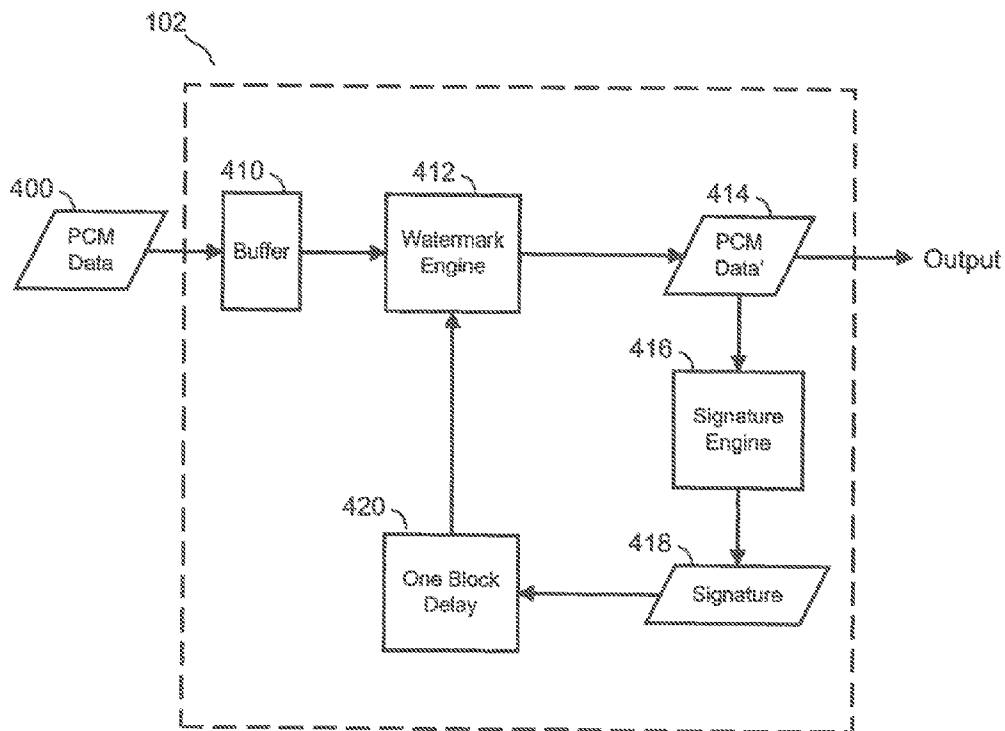 102
400
PCM
Data
410
Buffer
412
Watermark
Engine
414
PCM
Data'
Output
416
Signature
Engine
418
Signature
420
One Block
Delay